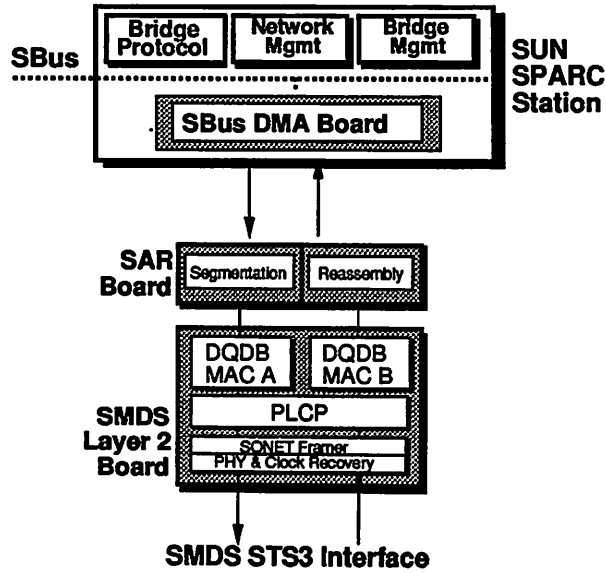 Bridge Protocol
Network Mgmt
Bridge Mgmt
SBus
SUN SPARC Station
SBus DMA Board
SAR Board
Segmentation
Reassembly
DQDB MAC A
DQDB MAC B
SMDS Layer 2 Board
PLCP
SONET Framer
PHY & Clock Recovery
SMDS STS3 Interface